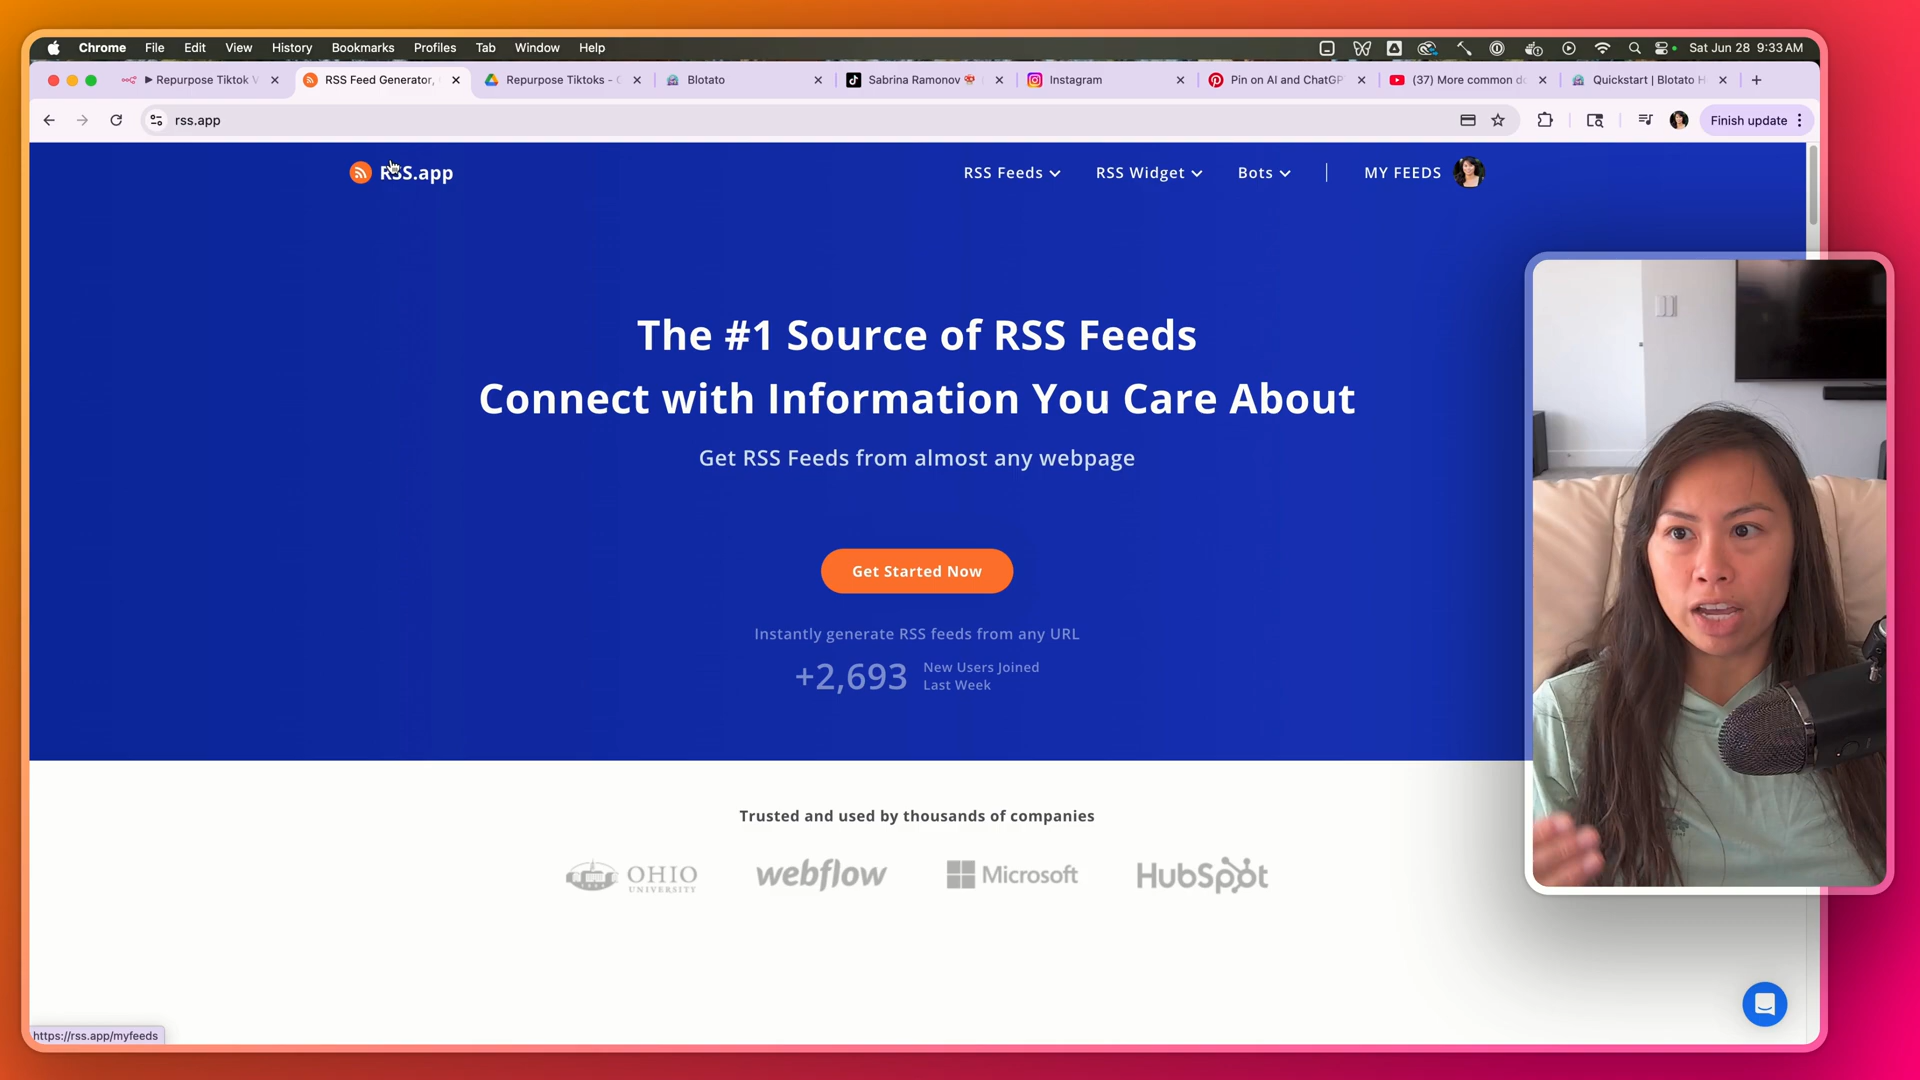 Chrome File Edit View History Bookmarks Profiles Tab Window Help Sat Jun 28 9:33 AM
Repurpose Tiktok V
RSS Feed Generator,
Repurpose Tiktoks -
Blotato
Sabrina Ramonov
Instagram
Pin on AI and ChatGP
(37) More common d
Quickstart | Blotato H
rss.app
Finish update
RSS.app
RSS Feeds
RSS Widget
Bots
MY FEEDS
The #1 Source of RSS Feeds
Connect with Information You Care About
Get RSS Feeds from almost any webpage
Get Started Now
Instantly generate RSS feeds from any URL
+2,693
New Users Joined
Last Week
Trusted and used by thousands of companies
OHIO
UNIVERSITY
webflow
Microsoft
HubSpot
https://rss.app/myfeeds